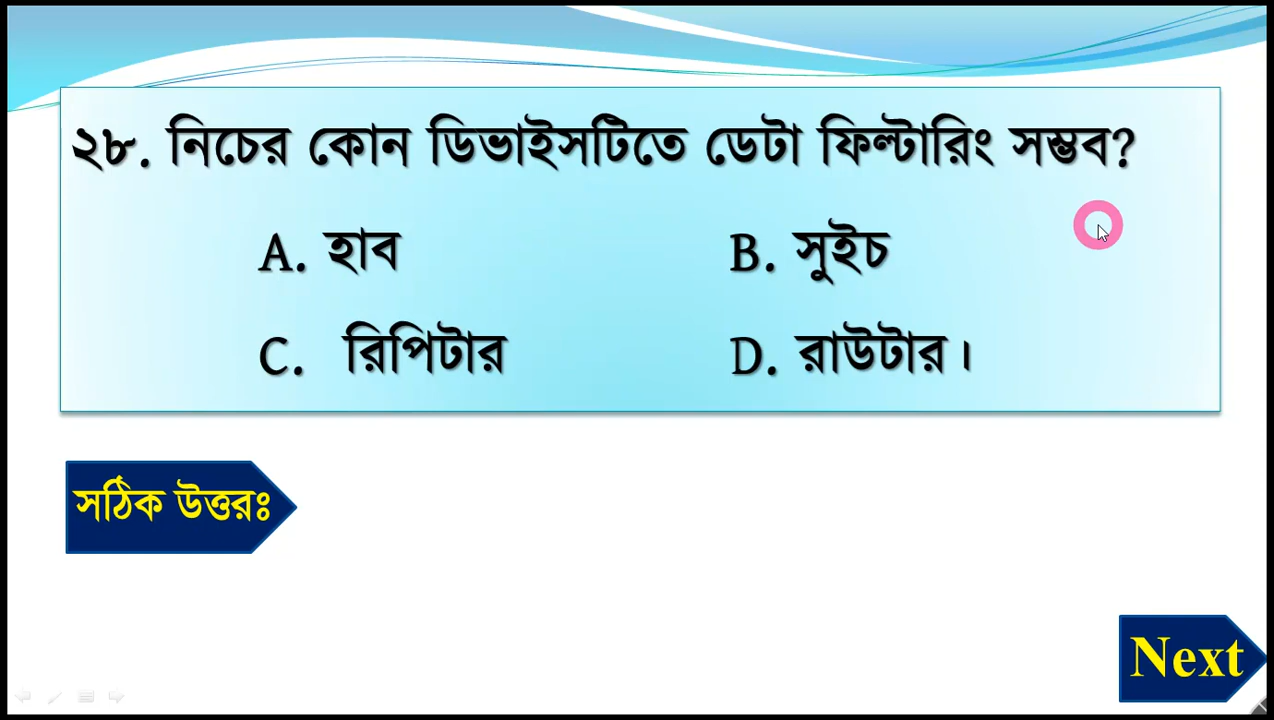 ২৮. নিচের কোন ডিভাইসটিতে ডেটা ফিল্টারিং সম্ভব?
A. হাব B. সুইচ
C. রিপিটার D. রাউটার।
সঠিক উত্তরঃ
Next